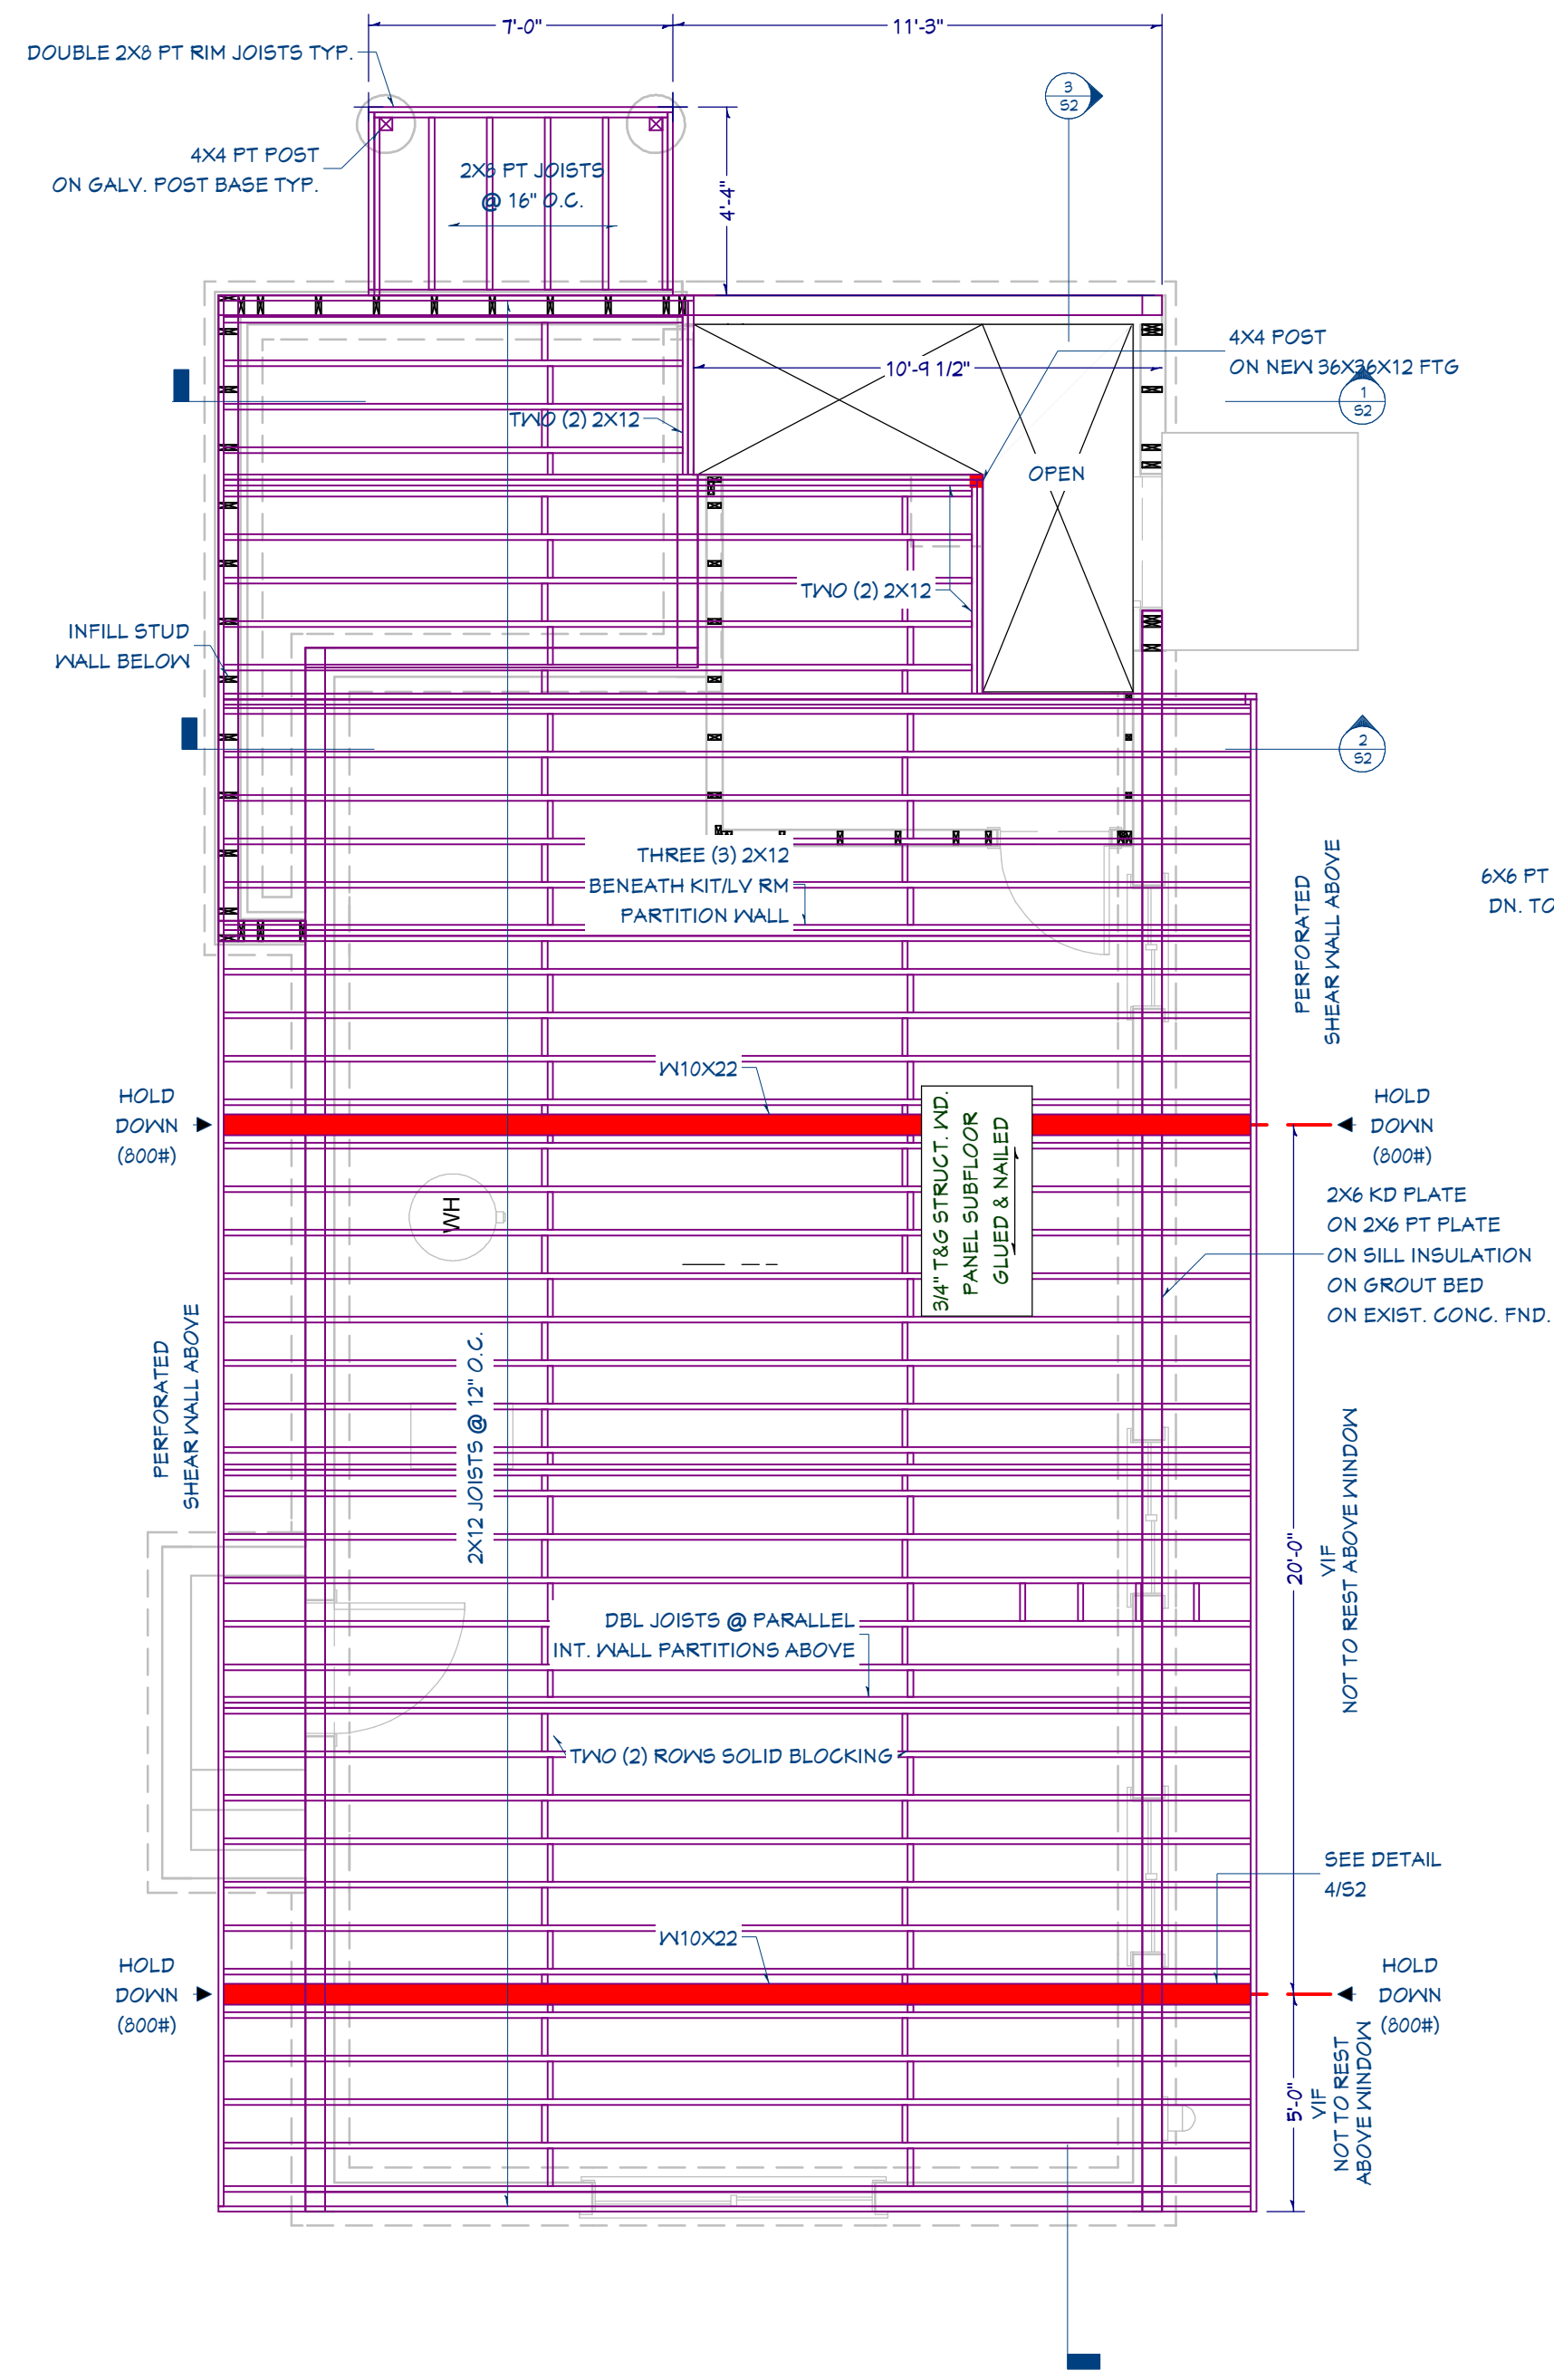 7'-0"
11'-3"
DOUBLE 2X8 PT RIM JOISTS TYP.
3
S2
4X4 PT POST
ON GALV. POST BASE TYP.
2X8 PT JOISTS
@ 16" O.C.
4'-4"
4X4 POST
ON NEW 36X36X12 FTG
10'-9 1/2"
1
S2
TWO (2) 2X12
OPEN
TWO (2) 2X12
INFILL STUD
WALL BELOW
2
S2
THREE (3) 2X12
BENEATH KIT/LV RM
PARTITION WALL
PERFORATED
SHEAR WALL ABOVE
6X6 PT
DN. TO
W10X22
HOLD
DOWN
(800#)
HOLD
DOWN
(800#)
3/4" T&G STRUCT. WD.
PANEL SUBFLOOR
GLUED & NAILED
WH
2X6 KD PLATE
ON 2X6 PT PLATE
ON SILL INSULATION
ON GROUT BED
ON EXIST. CONC. FND.
PERFORATED
SHEAR WALL ABOVE
2X12 JOISTS @ 12" O.C.
20'-0"
VIF
NOT TO REST ABOVE WINDOW
DBL JOISTS @ PARALLEL
INT. WALL PARTITIONS ABOVE
TWO (2) ROWS SOLID BLOCKING
SEE DETAIL
4/S2
W10X22
HOLD
DOWN
(800#)
HOLD
DOWN
(800#)
5'-0"
VIF
NOT TO REST
ABOVE WINDOW